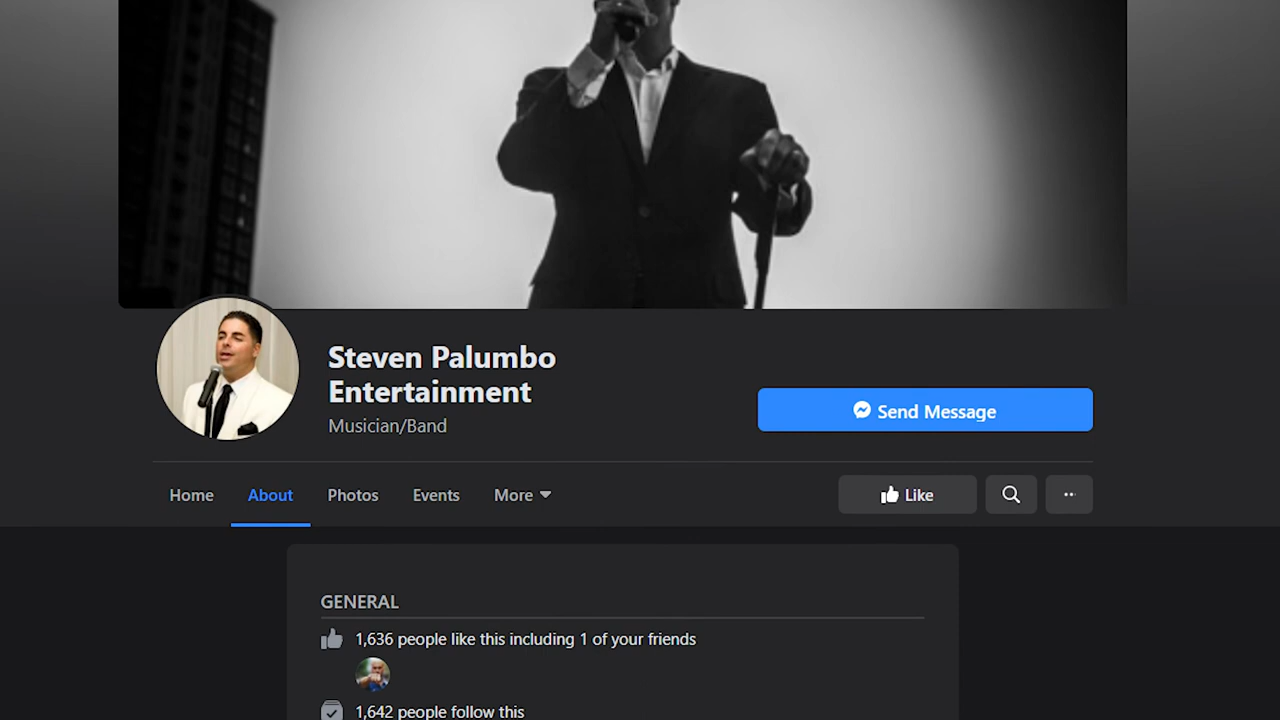 Steven Palumbo
Entertainment
Musician/Band
Send Message
Home About Photos Events More
Like
GENERAL
1,636 people like this including 1 of your friends
1,642 people follow this